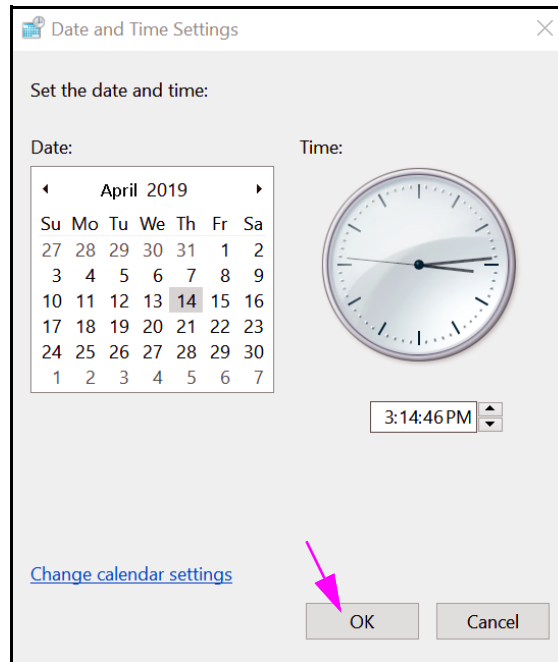 Date and Time Settings
Set the date and time:
Date:
Time:
April 2019
Su Mo Tu We Th Fr Sa
27 28 29 30 31 1 2
3 4 5 6 7 8 9
10 11 12 13 14 15 16
17 18 19 20 21 22 23
24 25 26 27 28 29 30
1 2 3 4 5 6 7
3:14:46 PM
Change calendar settings
OK
Cancel